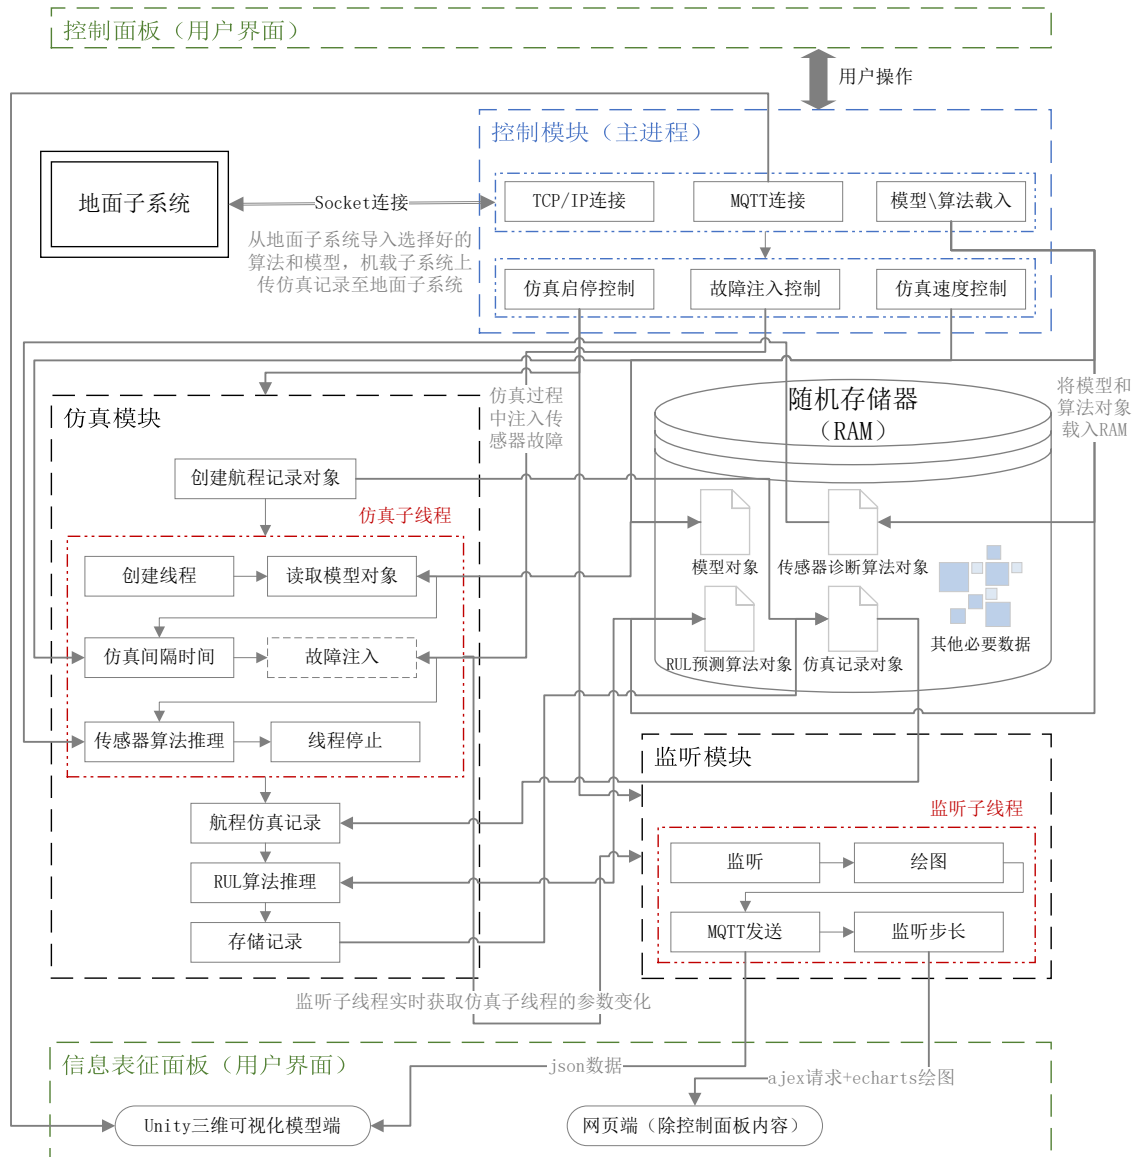 控制面板（用户界面）
用户操作
控制模块（主进程）
地面子系统
Socket连接
TCP/IP连接
MQTT连接
模型\算法载入
从地面子系统导入选择好的
算法和模型，机载子系统上
传仿真记录至地面子系统
仿真启停控制
故障注入控制
仿真速度控制
仿真模块
仿真过程
中注入传
感器故障
随机存储器
（RAM）
将模型和
算法对象
载入RAM
创建航程记录对象
仿真子线程
创建线程
读取模型对象
模型对象
传感器诊断算法对象
仿真间隔时间
故障注入
RUL预测算法对象
仿真记录对象
其他必要数据
传感器算法推理
线程停止
监听模块
航程仿真记录
监听子线程
RUL算法推理
监听
绘图
存储记录
MQTT发送
监听步长
监听子线程实时获取仿真子线程的参数变化
信息表征面板（用户界面）
json数据
ajex请求+echarts绘图
Unity三维可视化模型端
网页端（除控制面板内容）